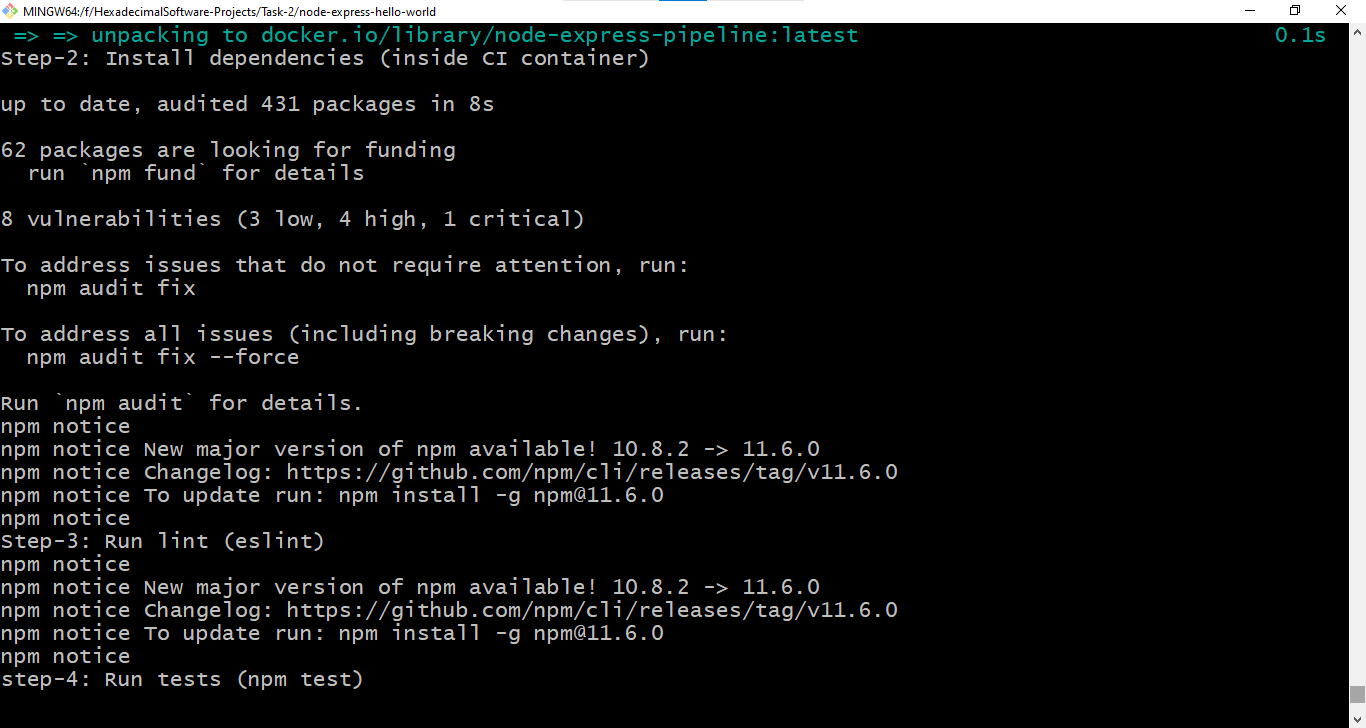 MINGW64:/f/HexadecimalSoftware-Projects/Task-2/node-express-hello-world
=> => unpacking to docker.io/library/node-express-pipeline:latest 0.1s
Step-2: Install dependencies (inside CI container)
up to date, audited 431 packages in 8s
62 packages are looking for funding
run `npm fund` for details
8 vulnerabilities (3 low, 4 high, 1 critical)
To address issues that do not require attention, run:
npm audit fix
To address all issues (including breaking changes), run:
npm audit fix --force
Run `npm audit` for details.
npm notice
npm notice New major version of npm available! 10.8.2 -> 11.6.0
npm notice Changelog: https://github.com/npm/cli/releases/tag/v11.6.0
npm notice To update run: npm install -g npm@11.6.0
npm notice
Step-3: Run lint (eslint)
npm notice
npm notice New major version of npm available! 10.8.2 -> 11.6.0
npm notice Changelog: https://github.com/npm/cli/releases/tag/v11.6.0
npm notice To update run: npm install -g npm@11.6.0
npm notice
step-4: Run tests (npm test)